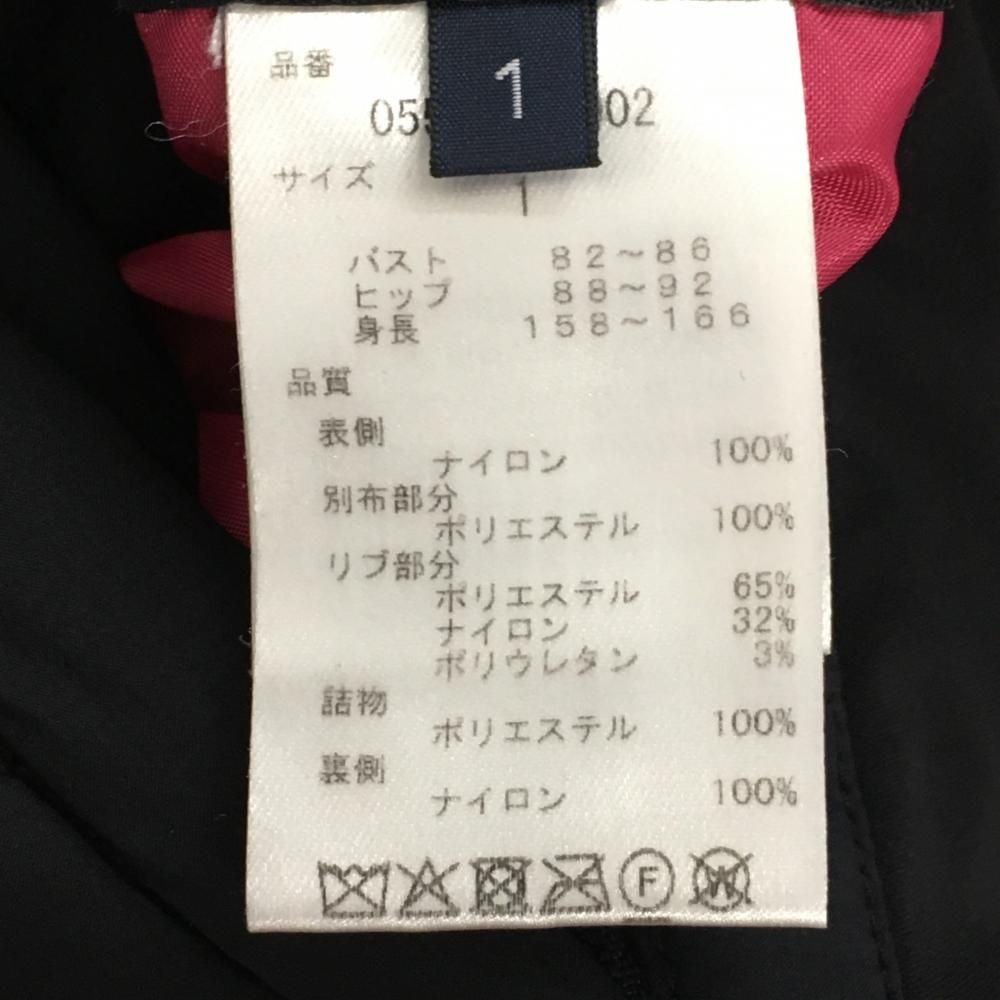 品番
1
サイズ
1
バスト 82～86
ヒップ 88～92
身長 158～166
品質
表側
ナイロン 100%
別布部分
ポリエステル 100%
リブ部分
ポリエステル 65%
ナイロン 32%
ポリウレタン 3%
詰物
ポリエステル 100%
裏側
ナイロン 100%
F W